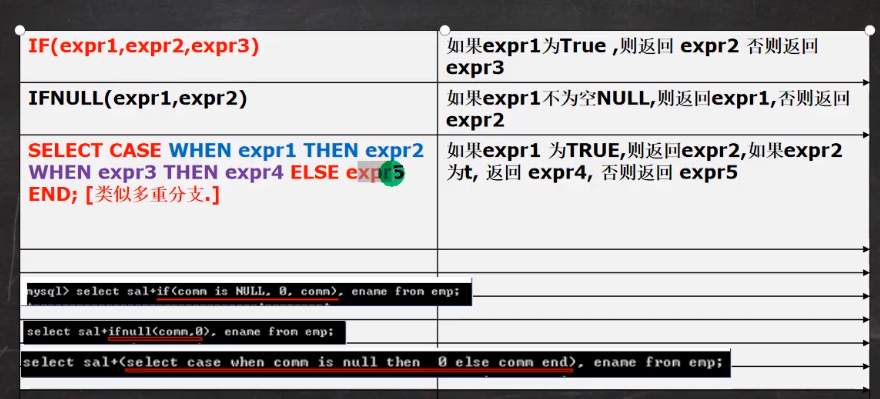 IF(expr1,expr2,expr3)
如果expr1为True ,则返回 expr2 否则返回
expr3
IFNULL(expr1,expr2)
如果expr1不为空NULL,则返回expr1,否则返回
expr2
SELECT CASE WHEN expr1 THEN expr2
WHEN expr3 THEN expr4 ELSE expr5
END; [类似多重分支.]
如果expr1 为TRUE,则返回expr2,如果expr2
为t, 返回 expr4, 否则返回 expr5
mysql> select sal+if(comm is NULL, 0, comm), ename from emp;
select sal+ifnull(comm,0), ename from emp;
select sal+(select case when comm is null then 0 else comm end), ename from emp;